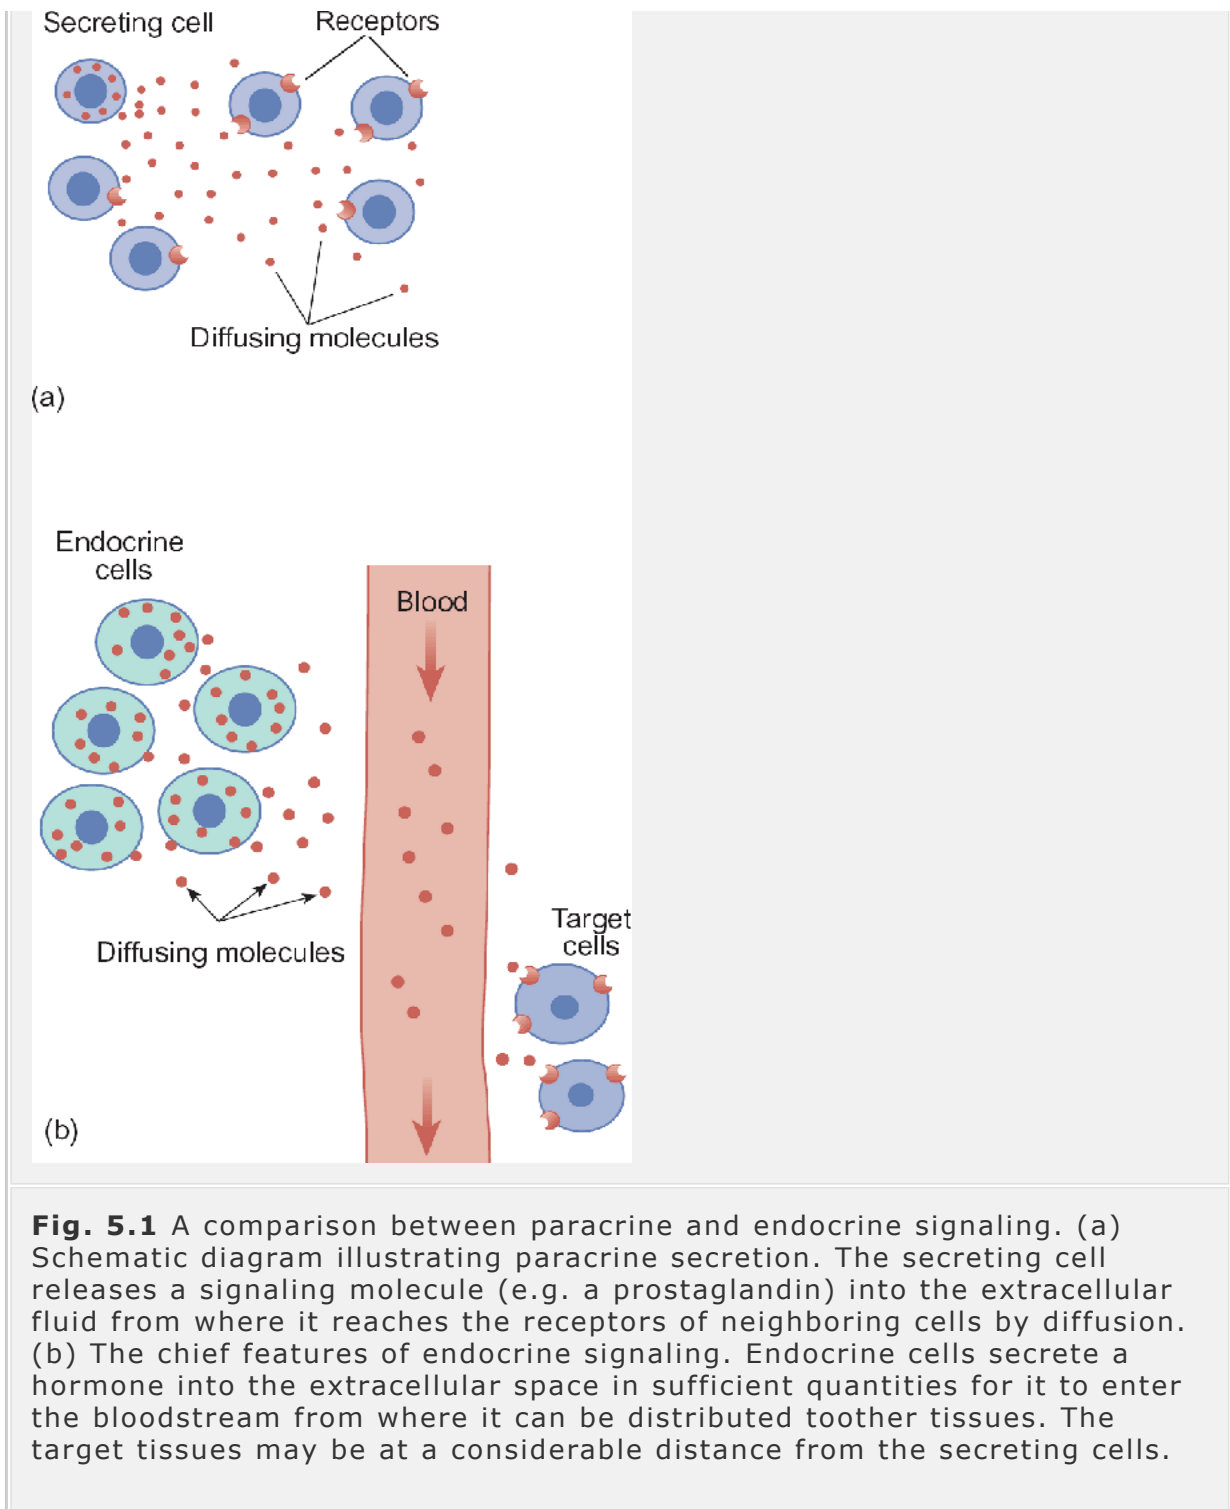 Secreting cell
Receptors
Diffusing molecules
(a)
Endocrine
cells
Blood
Diffusing molecules
Target
cells
(b)
Fig. 5.1 A comparison between paracrine and endocrine signaling. (a)
Schematic diagram illustrating paracrine secretion. The secreting cell
releases a signaling molecule (e.g. a prostaglandin) into the extracellular
fluid from where it reaches the receptors of neighboring cells by diffusion.
(b) The chief features of endocrine signaling. Endocrine cells secrete a
hormone into the extracellular space in sufficient quantities for it to enter
the bloodstream from where it can be distributed toother tissues. The
target tissues may be at a considerable distance from the secreting cells.